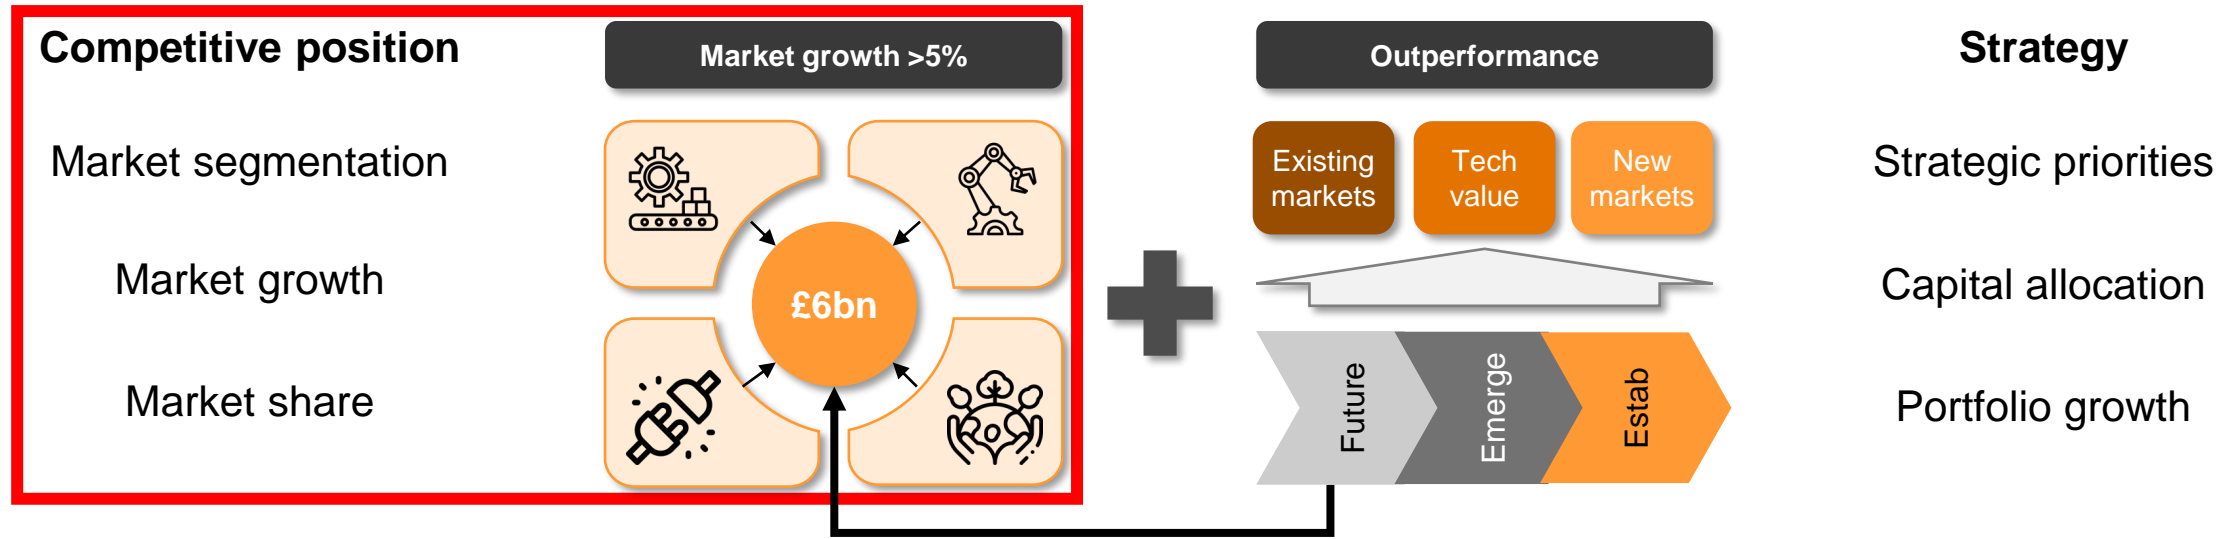 Competitive position
Market segmentation
Market growth
Market share
Market growth >5%
£6bn
Outperformance
Existing
markets
Tech
value
New
markets
Future
Emerge
Estab
Strategy
Strategic priorities
Capital allocation
Portfolio growth